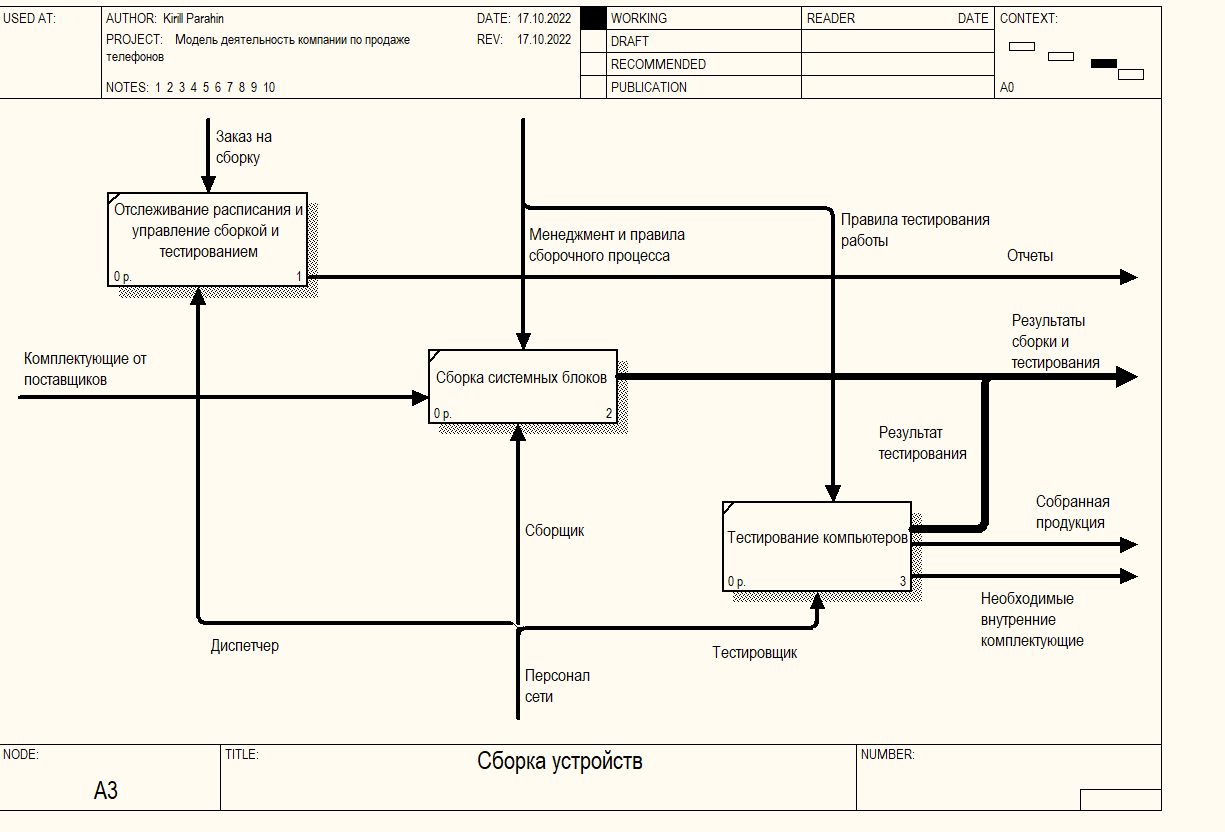 USED AT:
AUTHOR: Kirill Parahin
DATE: 17.10.2022
PROJECT: Модель деятельность компании по продаже
телефонов
REV: 17.10.2022
NOTES: 1 2 3 4 5 6 7 8 9 10
WORKING
DRAFT
RECOMMENDED
PUBLICATION
READER
DATE
CONTEXT:
A0
Заказ на
сборку
Отслеживание расписания и
управление сборкой и
тестированием
0 р.
1
Менеджмент и правила
сборочного процесса
Правила тестирования
работы
Отчеты
Результаты
сборки и
тестирования
Комплектующие от
поставщиков
Сборка системных блоков
0 р.
2
Результат
тестирования
Собранная
продукция
Сборщик
Тестирование компьютеров
0 р.
3
Необходимые
внутренние
комплектующие
Диспетчер
Тестировщик
Персонал
сети
NODE:
A3
TITLE:
Сборка устройств
NUMBER: